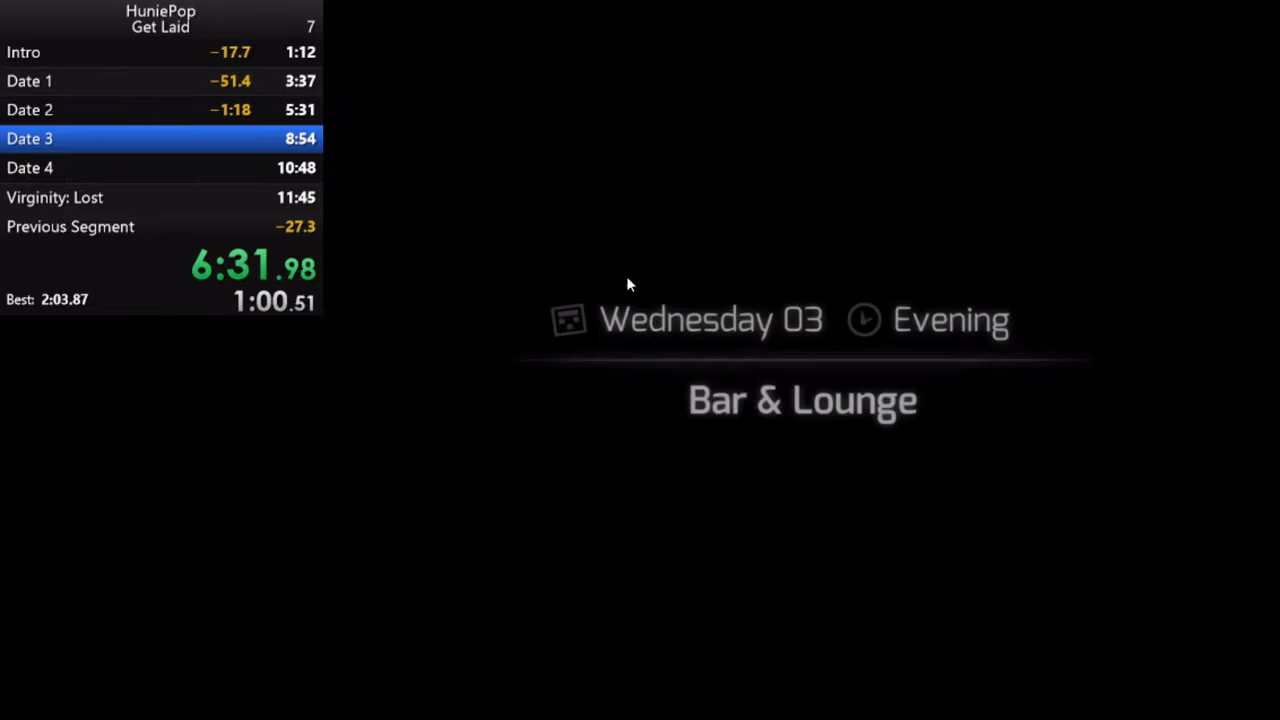 HuniePop
Get Laid 7
Intro -17.7 1:12
Date 1 -51.4 3:37
Date 2 -1:18 5:31
Date 3 8:54
Date 4 10:48
Virginity: Lost 11:45
Previous Segment -27.3
6:31.98
Best: 2:03.87 1:00.51
Wednesday 03 Evening
Bar & Lounge